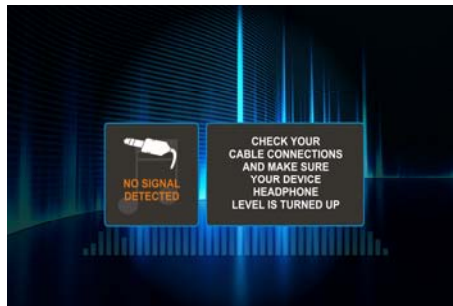 NO SIGNAL
DETECTED
CHECK YOUR
CABLE CONNECTIONS
AND MAKE SURE
YOUR DEVICE
HEADPHONE
LEVEL IS TURNED UP